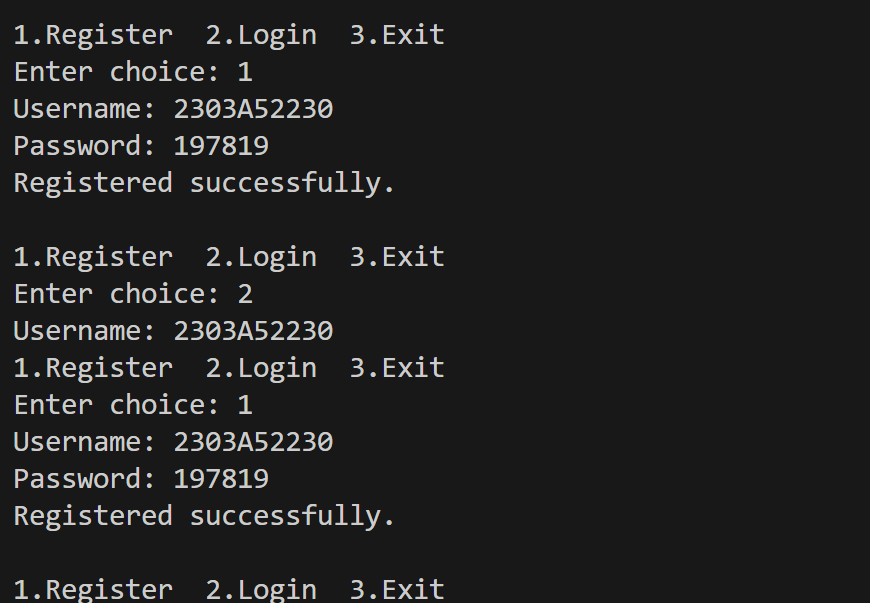 1.Register  2.Login  3.Exit
Enter choice: 1
Username: 2303A52230
Password: 197819
Registered successfully.
1.Register  2.Login  3.Exit
Enter choice: 2
Username: 2303A52230
1.Register  2.Login  3.Exit
Enter choice: 1
Username: 2303A52230
Password: 197819
Registered successfully.
1.Register  2.Login  3.Exit